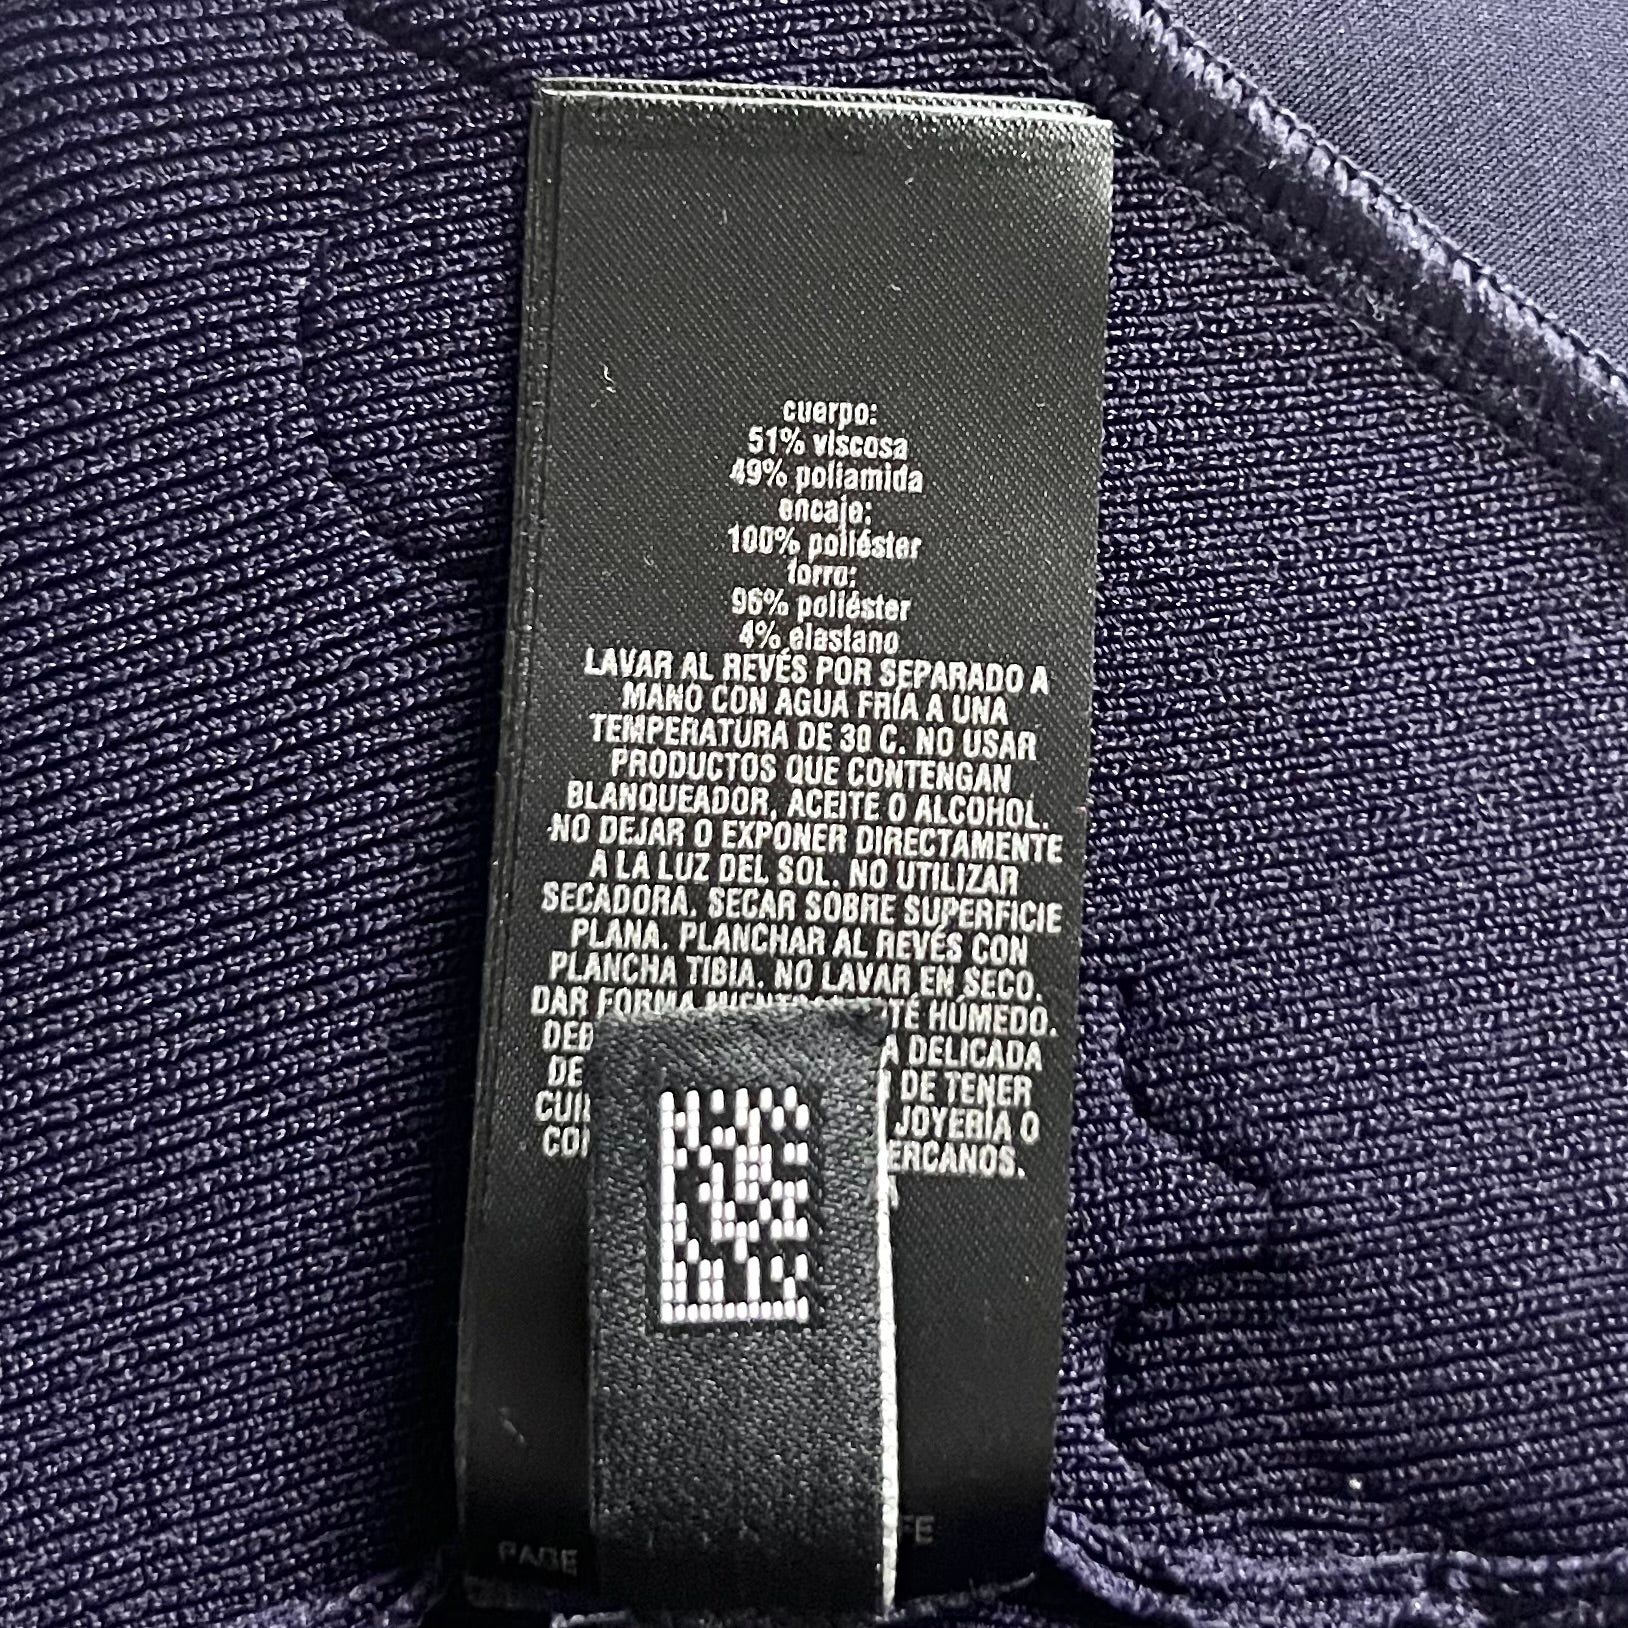 cuerpo:
51% viscosa
49% poliamida
encaje:
100% poliéster
forro:
96% poliéster
4% elastano
LAVAR AL REVÉS POR SEPARADO A
MANO CON AGUA FRÍA A UNA
TEMPERATURA DE 30 C. NO USAR
PRODUCTOS QUE CONTENGAN
BLANQUEADOR, ACEITE O ALCOHOL.
NO DEJAR O EXPONER DIRECTAMENTE
A LA LUZ DEL SOL. NO UTILIZAR
SECADORA. SECAR SOBRE SUPERFICIE
PLANA. PLANCHAR AL REVÉS CON
PLANCHA TIBIA. NO LAVAR EN SECO.
DAR FORMA HÚMEDO.
DELICADA
DE TENER
JOYERÍA O